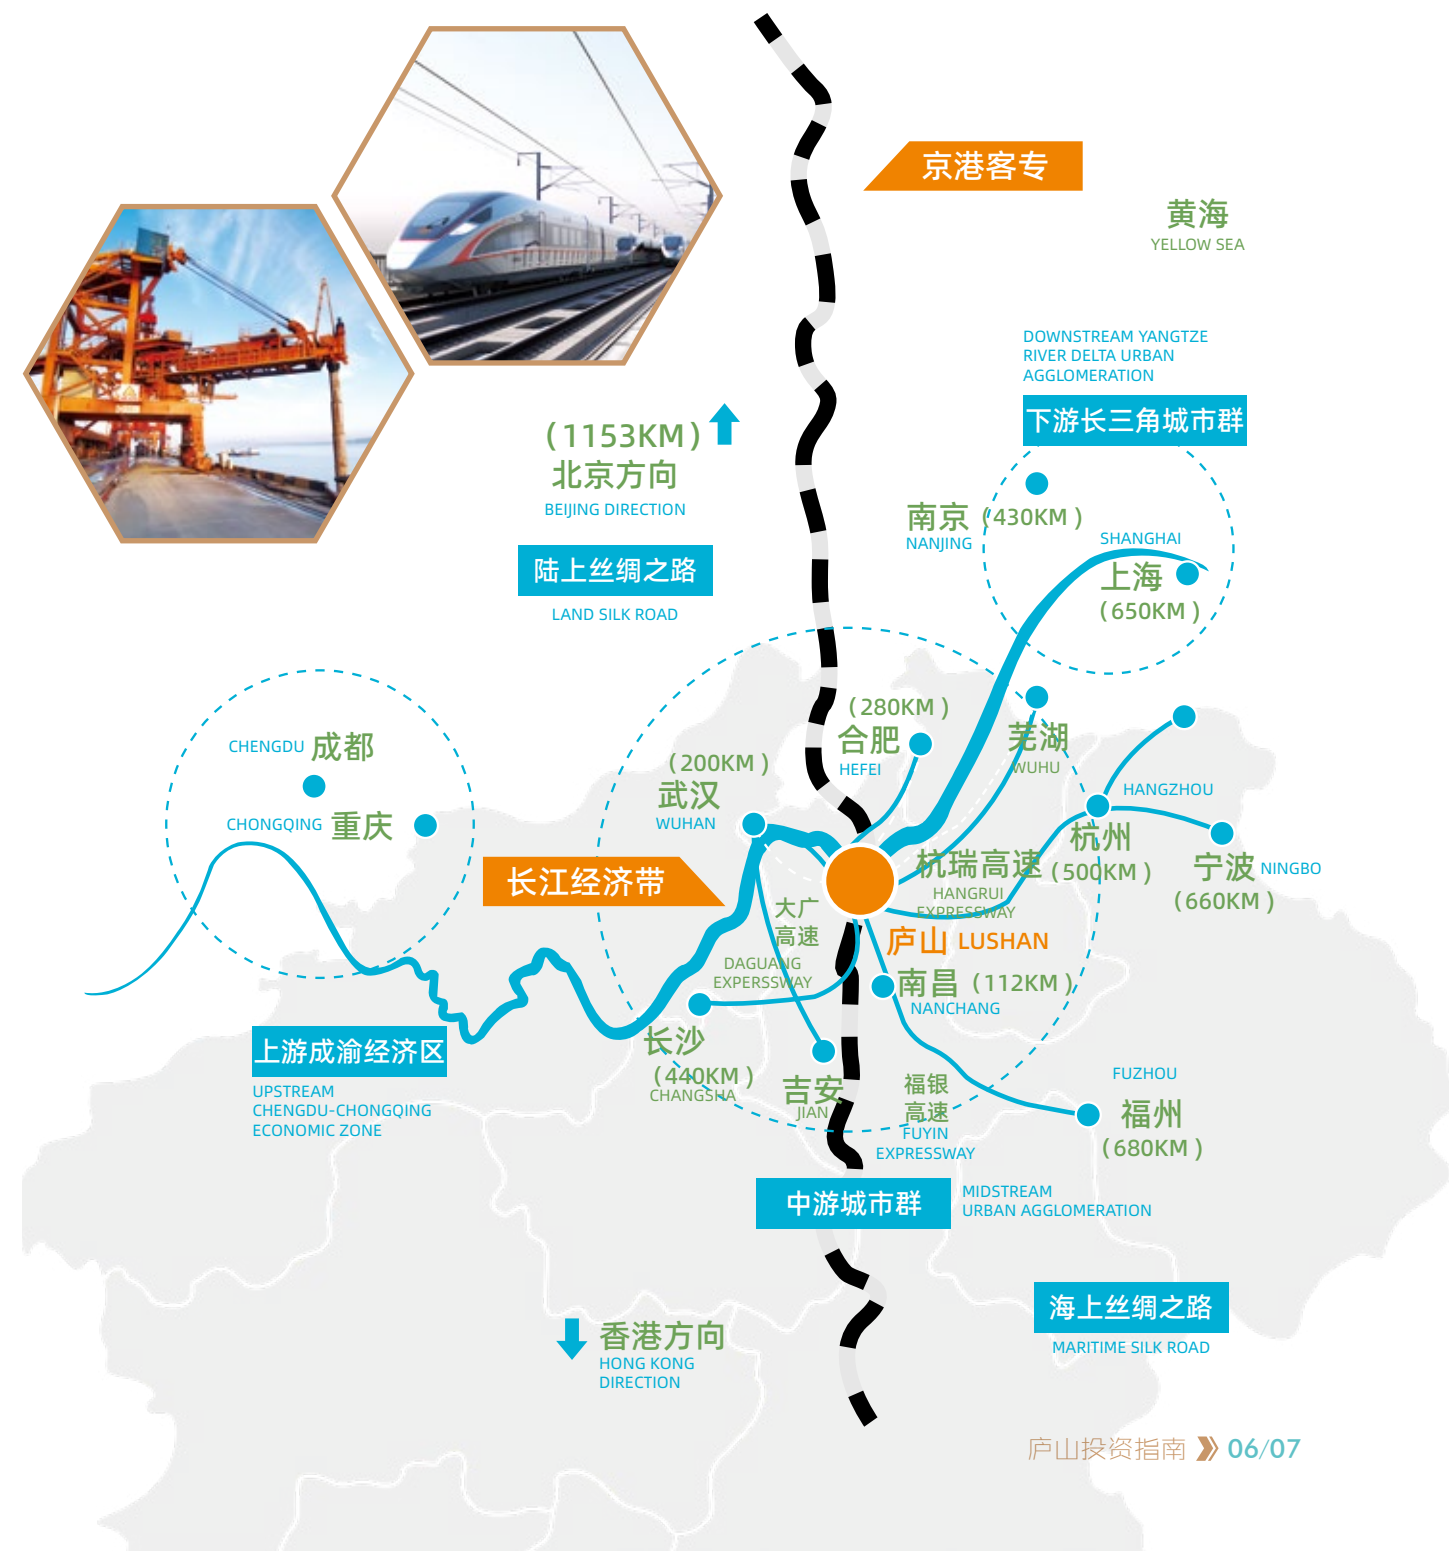 京港客专
黄海
YELLOW SEA
DOWNSTREAM YANGTZE
RIVER DELTA URBAN
AGGLOMERATION
下游长三角城市群
(1153KM)
北京方向
BEIJING DIRECTION
南京 (430KM)
NANJING
SHANGHAI
上海
(650KM)
陆上丝绸之路
LAND SILK ROAD
(280KM)
合肥
HEFEI
芜湖
WUHU
CHENGDU 成都
CHONGQING 重庆
(200KM)
武汉
WUHAN
HANGZHOU
杭州
(500KM)
宁波 NINGBO
(660KM)
长江经济带
杭瑞高速
HANGRUI
EXPRESSWAY
大广
高速
DAGUANG
EXPERSSWAY
庐山 LUSHAN
南昌 (112KM)
NANCHANG
上游成渝经济区
UPSTREAM
CHENGDU-CHONGQING
ECONOMIC ZONE
长沙
(440KM)
CHANGSHA
吉安
JIAN
福银
高速
FUYIN
EXPRESSWAY
FUZHOU
福州
(680KM)
中游城市群
MIDSTREAM
URBAN AGGLOMERATION
海上丝绸之路
MARITIME SILK ROAD
香港方向
HONG KONG
DIRECTION
庐山投资指南 06/07